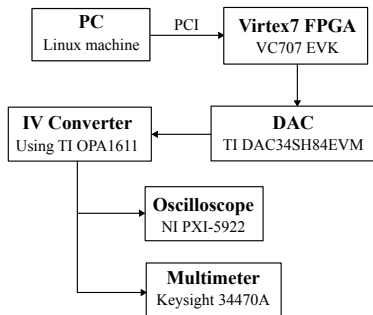 PC
Linux machine
PCI
Virtex7 FPGA
VC707 EVK
IV Converter
Using TI OPA1611
DAC
TI DAC34SH84EVM
Oscilloscope
NI PXI-5922
Multimeter
Keysight 34470A